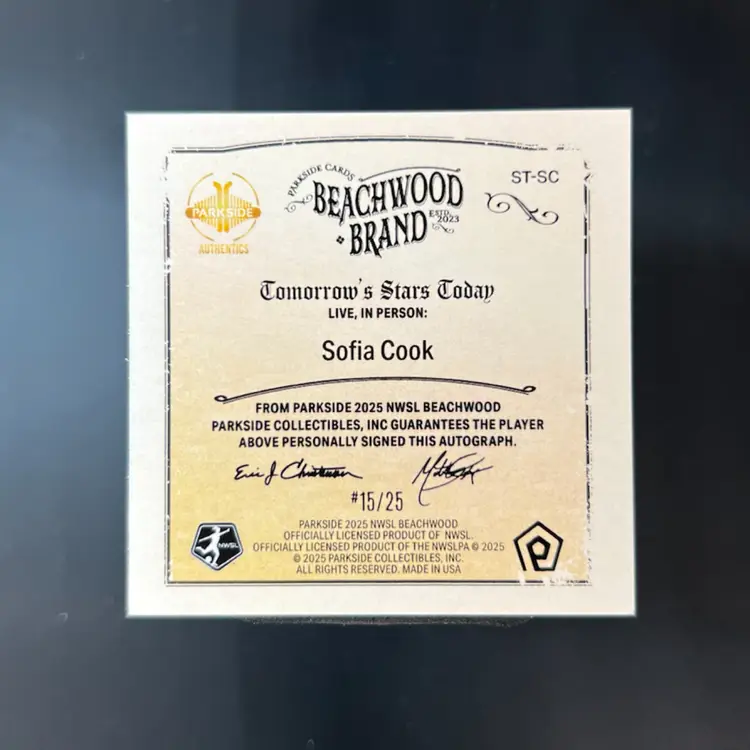 PARKSIDE CARDS
BEACHWOOD
BRAND
ESTD.
2023
ST-SC
PARKSIDE
AUTHENTICS
Tomorrow's Stars Today
LIVE, IN PERSON:
Sofia Cook
FROM PARKSIDE 2025 NWSL BEACHWOOD
PARKSIDE COLLECTIBLES, INC GUARANTEES THE PLAYER
ABOVE PERSONALLY SIGNED THIS AUTOGRAPH.
#15/25
PARKSIDE 2025 NWSL BEACHWOOD
OFFICIALLY LICENSED PRODUCT OF NWSL.
OFFICIALLY LICENSED PRODUCT OF THE NWSLPA © 2025
© 2025 PARKSIDE COLLECTIBLES, INC.
ALL RIGHTS RESERVED. MADE IN USA
NWSL
P